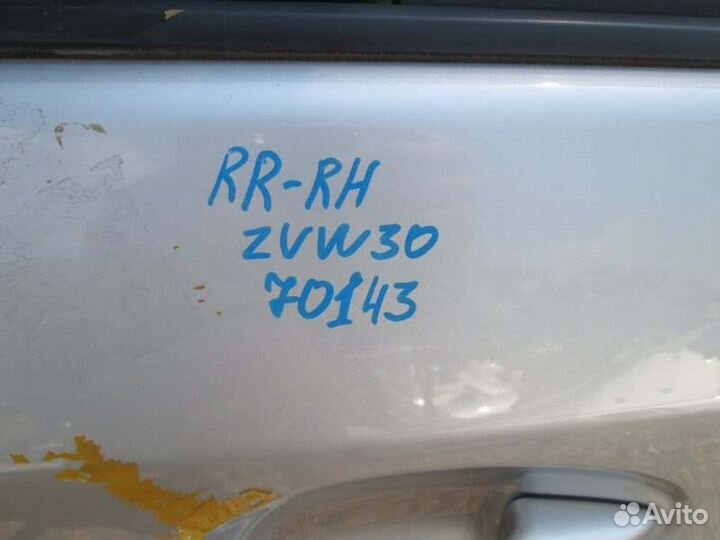 RR-RH
ZVW30
70143
Avito